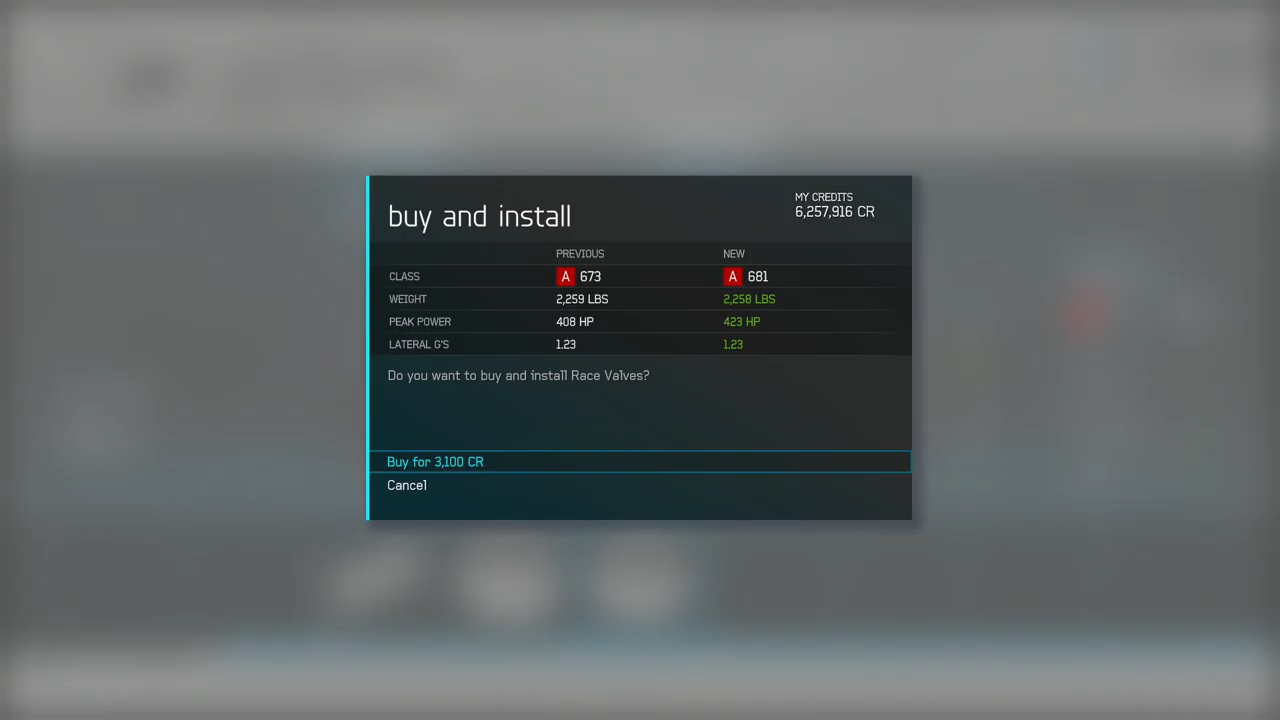 buy and install
MY CREDITS
6,257,916 CR
PREVIOUS NEW
CLASS A 673 A 681
WEIGHT 2,259 LBS 2,258 LBS
PEAK POWER 408 HP 423 HP
LATERAL G'S 1.23 1.23
Do you want to buy and install Race Valves?
Buy for 3,100 CR
Cancel